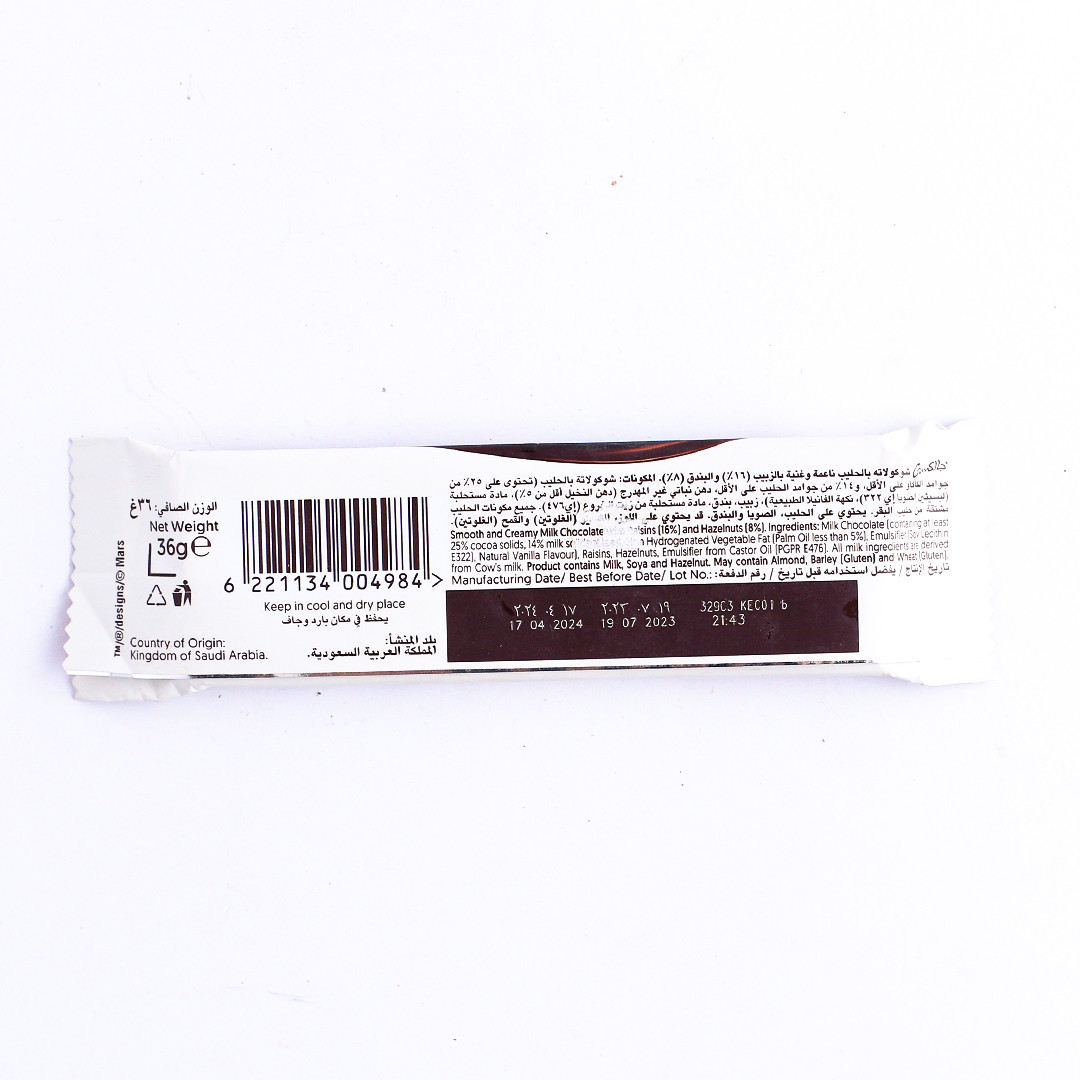 ™/®/designs/© Mars
الوزن الصافي: ٣٦غ
Net Weight
36g e
Country of Origin:
Kingdom of Saudi Arabia.
6 221134 004984 >
Keep in cool and dry place
يحفظ في مكان بارد وجاف
بلد المنشأ:
المملكة العربية السعودية.
شوكولاته بالحليب ناعمة وغنية بالزبيب (١٦٪) والبندق (٨٪). المكونات: شوكولاتة بالحليب (تحتوي على ٢٥٪ من
جوامد الكاكاو على الأقل، و١٤٪ من جوامد الحليب على الأقل، دهن نباتي غير المهدرج (دهن النخيل أقل من ٥٪)، مادة مستحلبة
(ليسيثين صويا إي ٣٢٢)، نكهة الفانيلا الطبيعية)، زبيب، بندق، مادة مستحلبة من زيت الخروع (إي٤٧٦). جميع مكونات الحليب
مشتقة من حليب البقر. يحتوي على الحليب، الصويا والبندق. قد يحتوي على اللوز، (الغلوتين) والقمح (الغلوتين).
Smooth and Creamy Milk Chocolate with Raisins (16%) and Hazelnuts (8%). Ingredients: Milk Chocolate (containing at least
25% cocoa solids, 14% milk Hydrogenated Vegetable Fat (Palm Oil less than 5%), Emulsifier (Soy Lecithin
E322), Natural Vanilla Flavour), Raisins, Hazelnuts, Emulsifier from Castor Oil (PGPR E476). All milk ingredients are derived
from Cow's milk. Product contains Milk, Soya and Hazelnut. May contain Almond, Barley (Gluten) and Wheat (Gluten).
Manufacturing Date/ Best Before Date/ Lot No.: تاريخ الإنتاج / يفضل استخدامه قبل تاريخ / رقم الدفعة:
٢٠٢٤ ٠٤ ١٧ ٢٠٢٣ ٠٧ ١٩ 329C3 KEC01 b
17 04 2024 19 07 2023 21:43